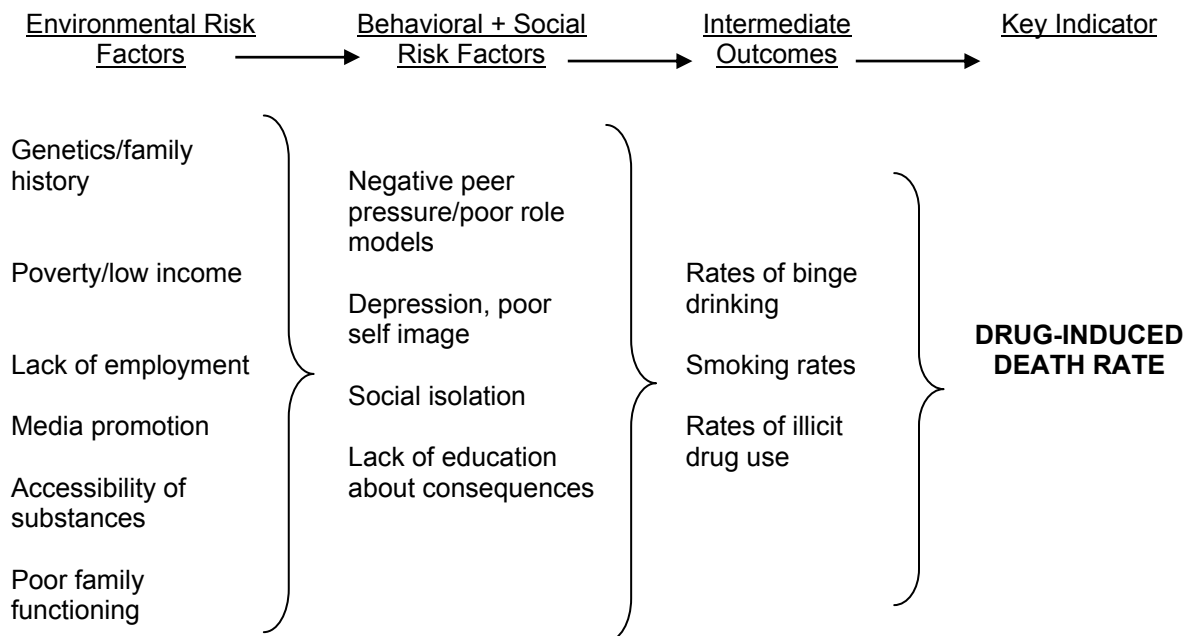 Environmental Risk
Factors
Behavioral + Social
Risk Factors
Intermediate
Outcomes
Key Indicator
Genetics/family
history
Poverty/low income
Lack of employment
Media promotion
Accessibility of
substances
Poor family
functioning
Negative peer
pressure/poor role
models
Depression, poor
self image
Social isolation
Lack of education
about consequences
Rates of binge
drinking
Smoking rates
Rates of illicit
drug use
DRUG-INDUCED
DEATH RATE